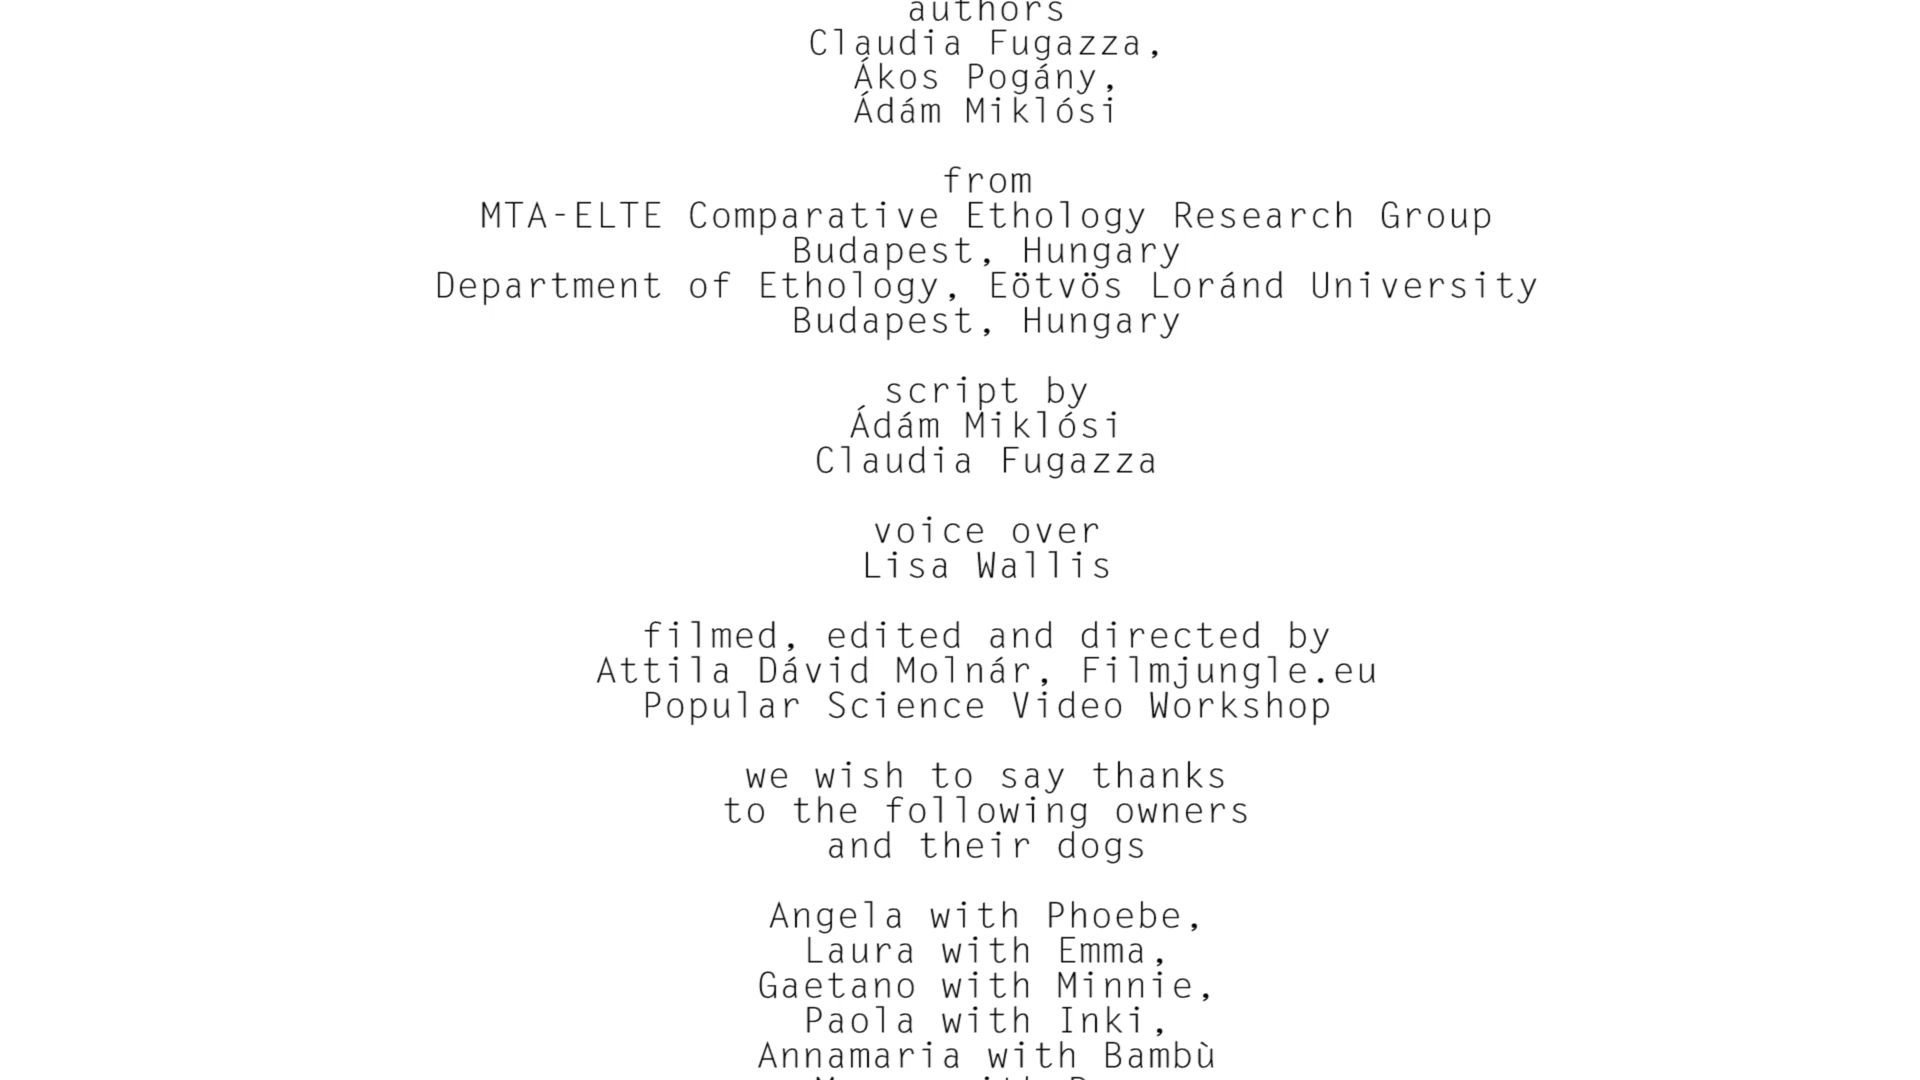 authors
Claudia Fugazza,
Ákos Pogány,
Ádám Miklósi
from
MTA-ELTE Comparative Ethology Research Group
Budapest, Hungary
Department of Ethology, Eötvös Loránd University
Budapest, Hungary
script by
Ádám Miklósi
Claudia Fugazza
voice over
Lisa Wallis
filmed, edited and directed by
Attila Dávid Molnár, Filmjungle.eu
Popular Science Video Workshop
we wish to say thanks
to the following owners
and their dogs
Angela with Phoebe,
Laura with Emma,
Gaetano with Minnie,
Paola with Inki,
Annamaria with Bambù
with